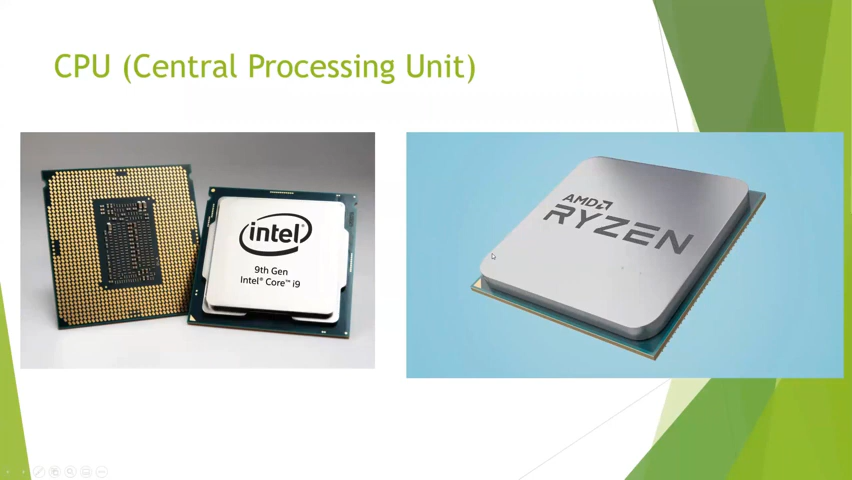 CPU (Central Processing Unit)
intel
9th Gen
Intel® Core™ i9
AMD
RYZEN